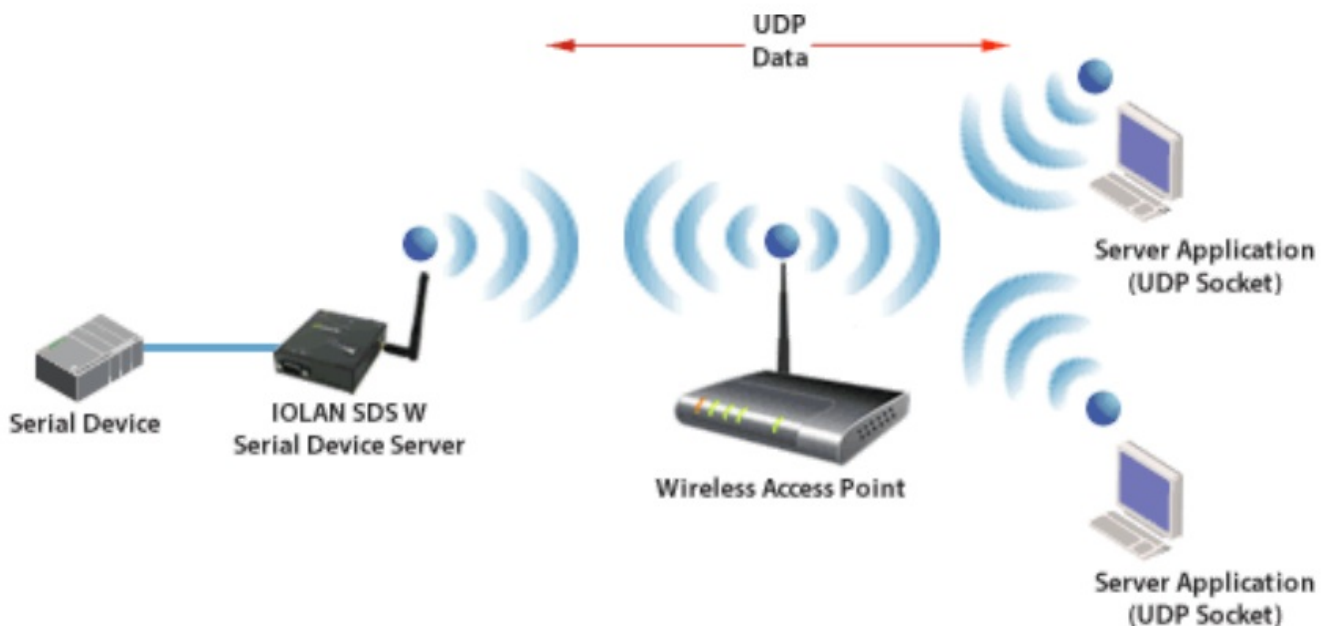 UDP
Data
Server Application
(UDP Socket)
Serial Device
IOLAN SDS W
Serial Device Server
Wireless Access Point
Server Application
(UDP Socket)